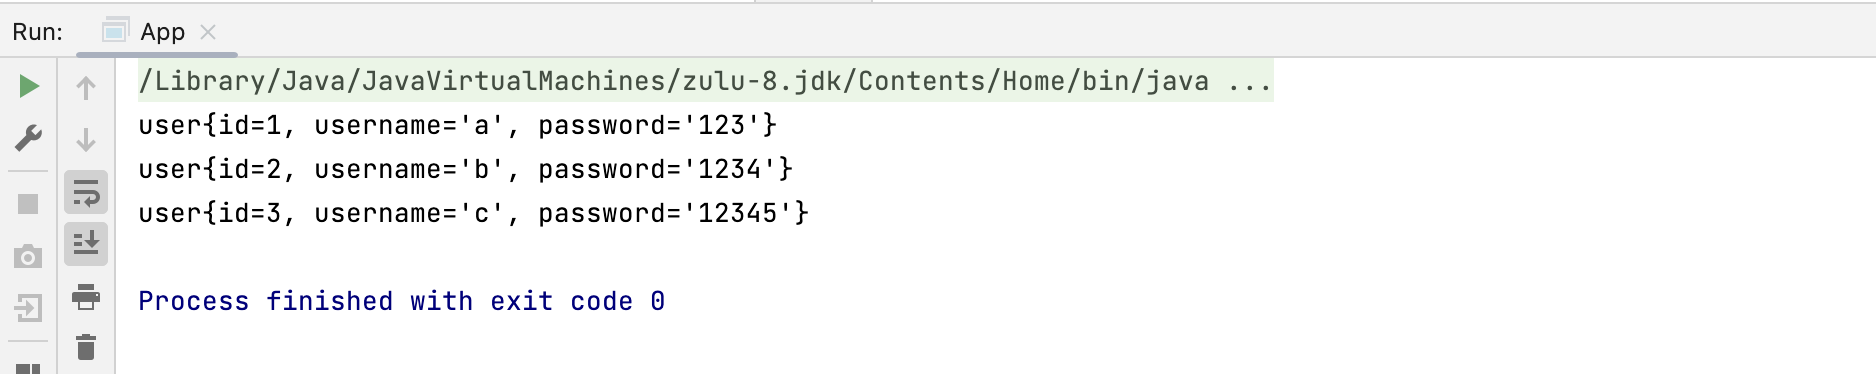 Run: App
/Library/Java/JavaVirtualMachines/zulu-8.jdk/Contents/Home/bin/java ...
user{id=1, username='a', password='123'}
user{id=2, username='b', password='1234'}
user{id=3, username='c', password='12345'}
Process finished with exit code 0